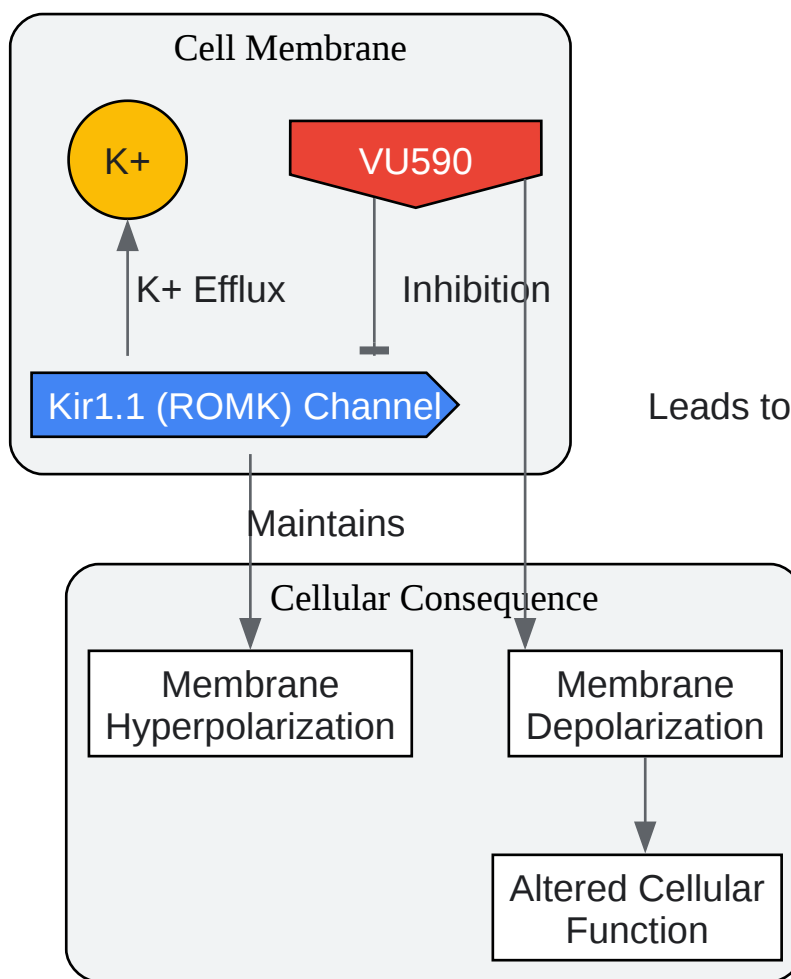 Cell Membrane
K+
VU590
K+ Efflux
Inhibition
Kir1.1 (ROMK) Channel
Leads to
Maintains
Cellular Consequence
Membrane
Hyperpolarization
Membrane
Depolarization
Altered Cellular
Function